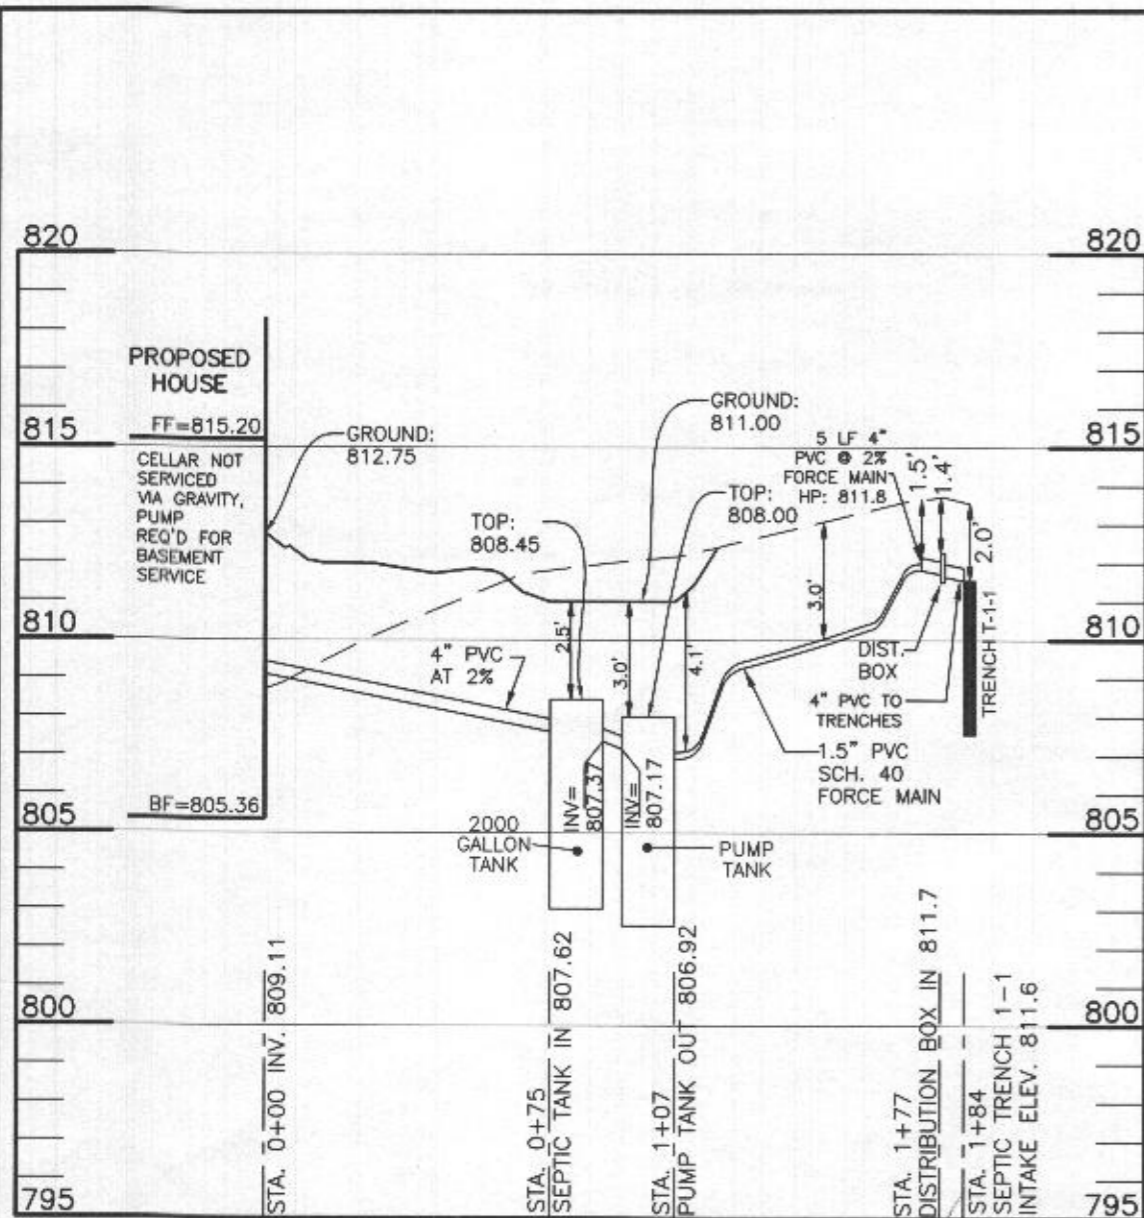 820
820
PROPOSED
HOUSE
FF=815.20
815
815
CELLAR NOT
SERVICED
VIA GRAVITY,
PUMP
REQ'D FOR
BASEMENT
SERVICE
GROUND:
812.75
GROUND:
811.00
5 LF 4"
PVC @ 2%
FORCE MAIN
HP: 811.8
1.5'
1.4'
2.0'
TOP:
808.45
TOP:
808.00
810
810
4" PVC
AT 2%
2.5'
3.0'
4.1'
3.0'
DIST.
BOX
4" PVC TO
TRENCHES
TRENCH T-1-1
1.5" PVC
SCH. 40
FORCE MAIN
BF=805.36
805
805
INV=
807.37
INV=
807.17
2000
GALLON
TANK
PUMP
TANK
800
800
STA. 0+00 INV. 809.11
STA. 0+75
SEPTIC TANK IN 807.62
STA. 1+07
PUMP TANK OUT 806.92
STA. 1+77
DISTRIBUTION BOX IN 811.7
STA. 1+84
SEPTIC TRENCH 1-1
INTAKE ELEV. 811.6
795
795